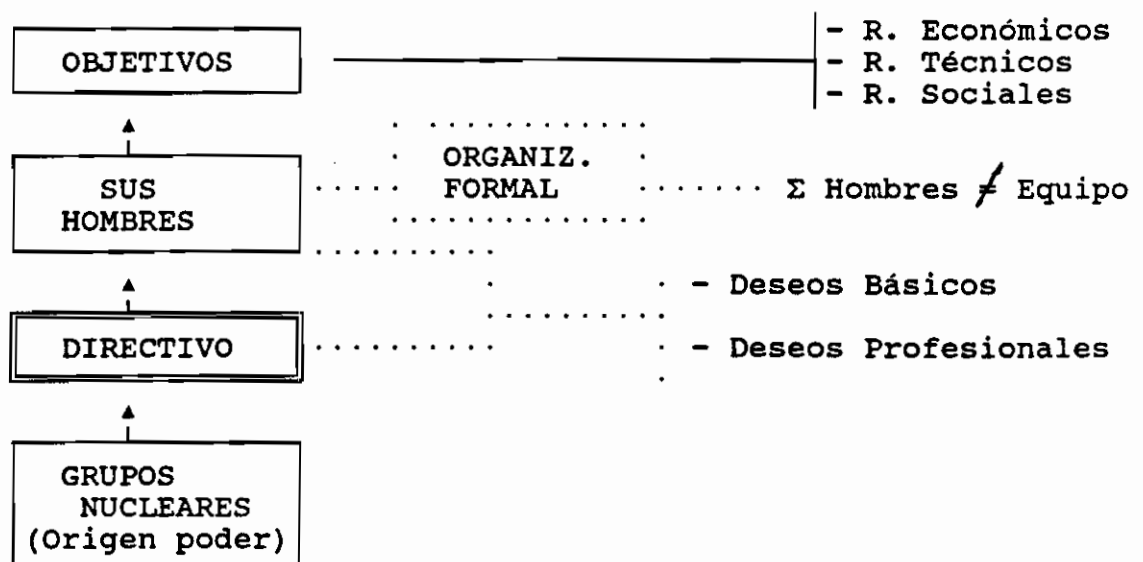 - R. Económicos
OBJETIVOS - R. Técnicos
- R. Sociales
ORGANIZ.
SUS FORMAL Σ Hombres ≠ Equipo
HOMBRES
- Deseos Básicos
DIRECTIVO - Deseos Profesionales
GRUPOS
NUCLEARES
(Origen poder)